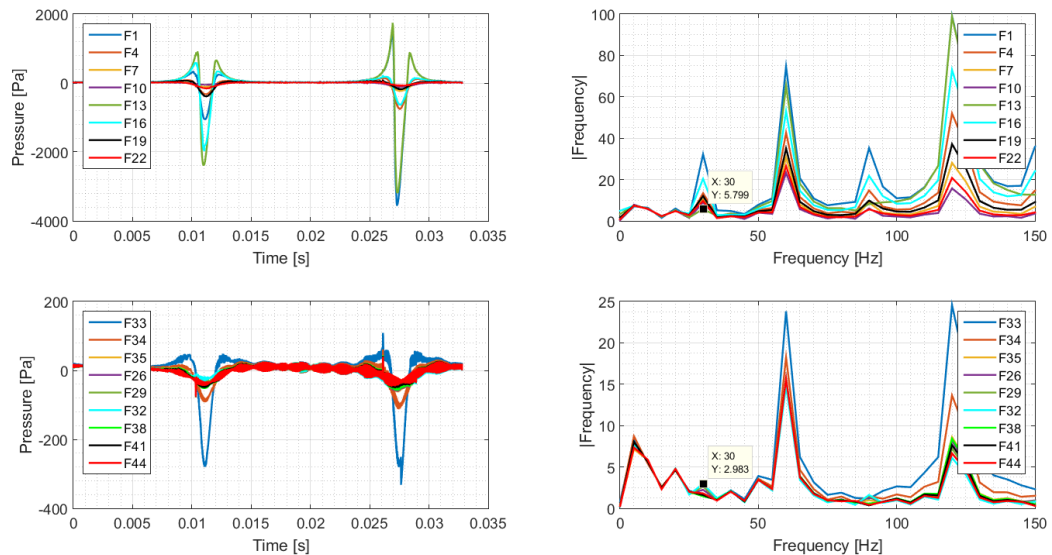 2000
0
-2000
-4000
Pressure [Pa]
0
0.005
0.01
0.015
0.02
0.025
0.03
0.035
Time [s]
F1
F4
F7
F10
F13
F16
F19
F22
100
80
60
40
20
0
|Frequency|
0
50
100
150
Frequency [Hz]
X: 30
Y: 5.799
F1
F4
F7
F10
F13
F16
F19
F22
200
0
-200
-400
Pressure [Pa]
0
0.005
0.01
0.015
0.02
0.025
0.03
0.035
Time [s]
F33
F34
F35
F26
F29
F32
F38
F41
F44
25
20
15
10
5
0
|Frequency|
0
50
100
150
Frequency [Hz]
X: 30
Y: 2.983
F33
F34
F35
F26
F29
F32
F38
F41
F44